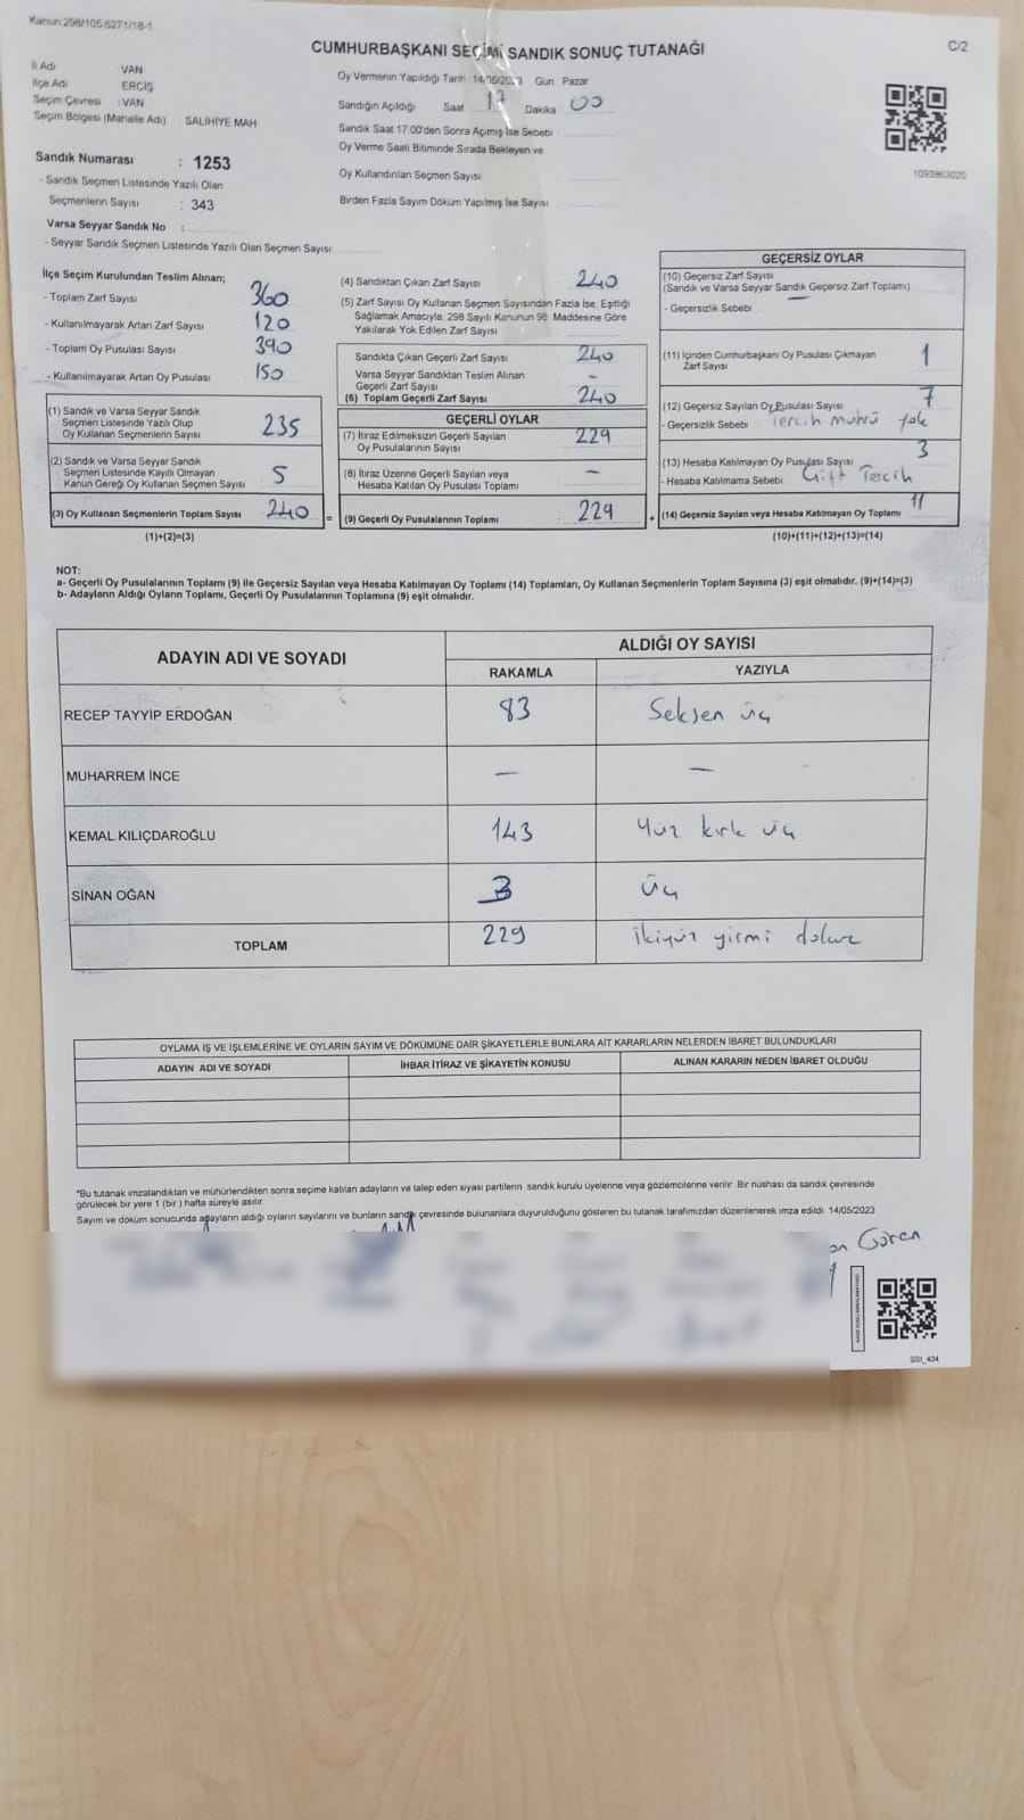 Kanun:298/105-6271/18-1
C/2
CUMHURBAŞKANI SEÇİMİ SANDIK SONUÇ TUTANAĞI
İl Adı VAN
İlçe Adı ERCİŞ
Seçim Çevresi : VAN
Seçim Bölgesi (Mahalle Adı) SALİHİYE MAH
Sandık Numarası : 1253
- Sandık Seçmen Listesinde Yazılı Olan
Seçmenlerin Sayısı : 343
Varsa Seyyar Sandık No :
- Seyyar Sandık Seçmen Listesinde Yazılı Olan Seçmen Sayısı
Oy Vermenin Yapıldığı Tarih 14/05/2023 Gün Pazar
Sandığın Açıldığı Saat 17 Dakika 00
Sandık Saat 17.00'den Sonra Açılmış İse Sebebi
Oy Verme Saati Bitiminde Sırada Bekleyen ve
Oy Kullandırılan Seçmen Sayısı
Birden Fazla Sayım Döküm Yapılmış İse Sayısı
1093863020
İlçe Seçim Kurulundan Teslim Alınan;
- Toplam Zarf Sayısı 360
- Kullanılmayarak Artan Zarf Sayısı 120
- Toplam Oy Pusulası Sayısı 390
- Kullanılmayarak Artan Oy Pusulası 150
(1) Sandık ve Varsa Seyyar Sandık
Seçmen Listesinde Yazılı Olup
Oy Kullanan Seçmenlerin Sayısı 235
(2) Sandık ve Varsa Seyyar Sandık
Seçmen Listesinde Kayıtlı Olmayan
Kanun Gereği Oy Kullanan Seçmen Sayısı 5
(3) Oy Kullanan Seçmenlerin Toplam Sayısı 240
(1)+(2)=(3)
(4) Sandıktan Çıkan Zarf Sayısı 240
(5) Zarf Sayısı Oy Kullanan Seçmen Sayısından Fazla İse; Eşitliği
Sağlamak Amacıyla; 298 Sayılı Kanunun 98. Maddesine Göre
Yakılarak Yok Edilen Zarf Sayısı
Sandıkta Çıkan Geçerli Zarf Sayısı 240
Varsa Seyyar Sandıktan Teslim Alınan
Geçerli Zarf Sayısı -
(6) Toplam Geçerli Zarf Sayısı 240
GEÇERLİ OYLAR
(7) İtiraz Edilmeksizin Geçerli Sayılan
Oy Pusulalarının Sayısı 229
(8) İtiraz Üzerine Geçerli Sayılan veya
Hesaba Katılan Oy Pusulası Toplamı -
= (9) Geçerli Oy Pusulalarının Toplamı 229
GEÇERSİZ OYLAR
(10) Geçersiz Zarf Sayısı
(Sandık ve Varsa Seyyar Sandık Geçersiz Zarf Toplamı)
- Geçersizlik Sebebi
(11) İçinden Cumhurbaşkanı Oy Pusulası Çıkmayan
Zarf Sayısı 1
(12) Geçersiz Sayılan Oy Pusulası Sayısı 7
- Geçersizlik Sebebi Tercih mührü yok
(13) Hesaba Katılmayan Oy Pusulası Sayısı 3
- Hesaba Katılmama Sebebi Çift Tercih
+ (14) Geçersiz Sayılan veya Hesaba Katılmayan Oy Toplamı 11
(10)+(11)+(12)+(13)=(14)
NOT:
a- Geçerli Oy Pusulalarının Toplamı (9) ile Geçersiz Sayılan veya Hesaba Katılmayan Oy Toplamı (14) Toplamları, Oy Kullanan Seçmenlerin Toplam Sayısına (3) eşit olmalıdır. (9)+(14)=(3)
b- Adayların Aldığı Oyların Toplamı, Geçerli Oy Pusulalarının Toplamına (9) eşit olmalıdır.
ADAYIN ADI VE SOYADI ALDIĞI OY SAYISI
RAKAMLA YAZIYLA
RECEP TAYYİP ERDOĞAN 83 Seksen üç
MUHARREM İNCE - -
KEMAL KILIÇDAROĞLU 143 Yüz kırk üç
SİNAN OĞAN 3 üç
TOPLAM 229 ikiyüz yirmi dokuz
OYLAMA İŞ VE İŞLEMLERİNE VE OYLARIN SAYIM VE DÖKÜMÜNE DAİR ŞİKAYETLERLE BUNLARA AİT KARARLARIN NELERDEN İBARET BULUNDUKLARI
ADAYIN ADI VE SOYADI İHBAR İTİRAZ VE ŞİKAYETİN KONUSU ALINAN KARARIN NEDEN İBARET OLDUĞU
*Bu tutanak imzalandıktan ve mühürlendikten sonra seçime katılan adayların ve talep eden siyasi partilerin sandık kurulu üyelerine veya gözlemcilerine verilir. Bir nüshası da sandık çevresinde
görülecek bir yere 1 (bir) hafta süreyle asılır.
Sayım ve döküm sonucunda adayların aldığı oyların sayılarını ve bunların sandık çevresinde bulunanlara duyurulduğunu gösteren bu tutanak tarafımızdan düzenlenerek imza edildi. 14/05/2023
Gören